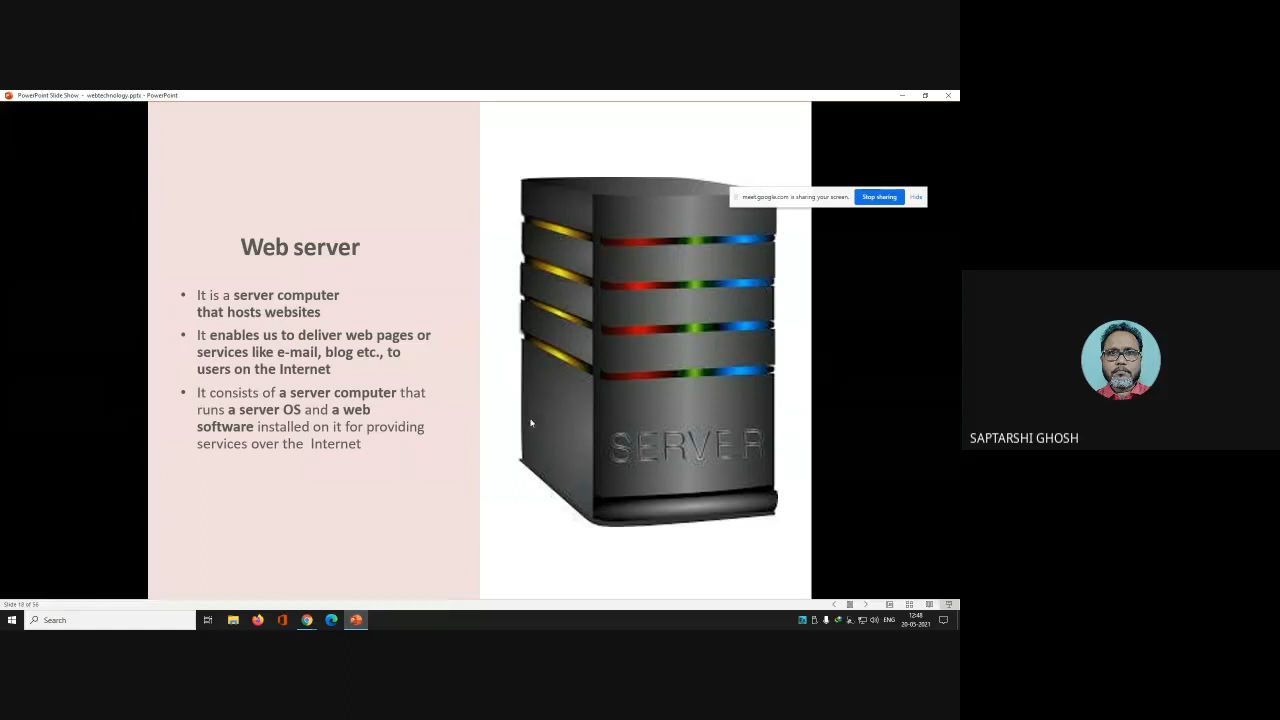 PowerPoint Slide Show - webtechnology.pptx - PowerPoint
meet.google.com is sharing your screen.
Stop sharing
Hide
Web server
• It is a server computer
that hosts websites
• It enables us to deliver web pages or
services like e-mail, blog etc., to
users on the Internet
• It consists of a server computer that
runs a server OS and a web
software installed on it for providing
services over the Internet
SERVER
SAPTARSHI GHOSH
Slide 18 of 56
Search
ENG
12:48
20-05-2021